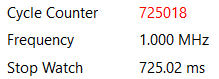 Cycle Counter 725018
Frequency 1.000 MHz
Stop Watch 725.02 ms